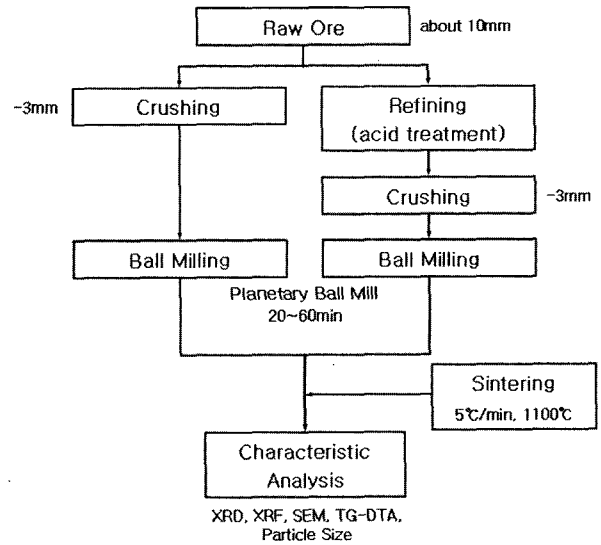 Raw Ore
about 10mm
-3mm
Crushing
Refining
(acid treatment)
Crushing
-3mm
Ball Milling
Ball Milling
Planetary Ball Mill
20~60min
Sintering
5℃/min, 1100℃
Characteristic
Analysis
XRD, XRF, SEM, TG-DTA,
Particle Size